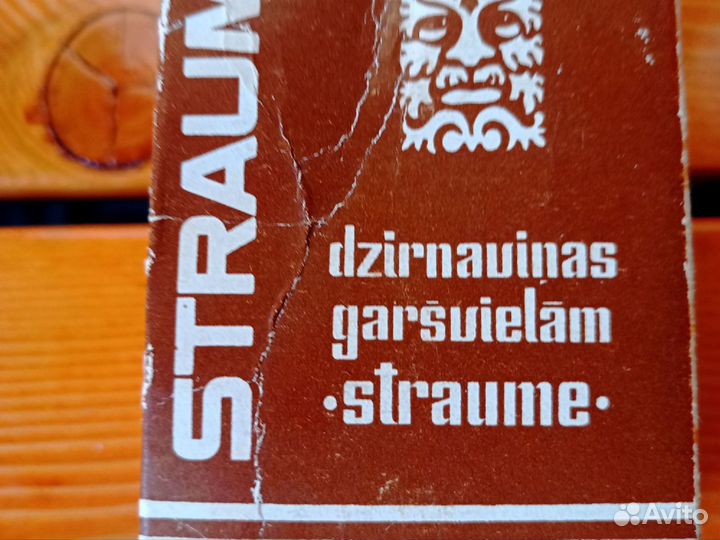 STRAUM
dzirnaviņas
garšvielām
·straume·
Avito